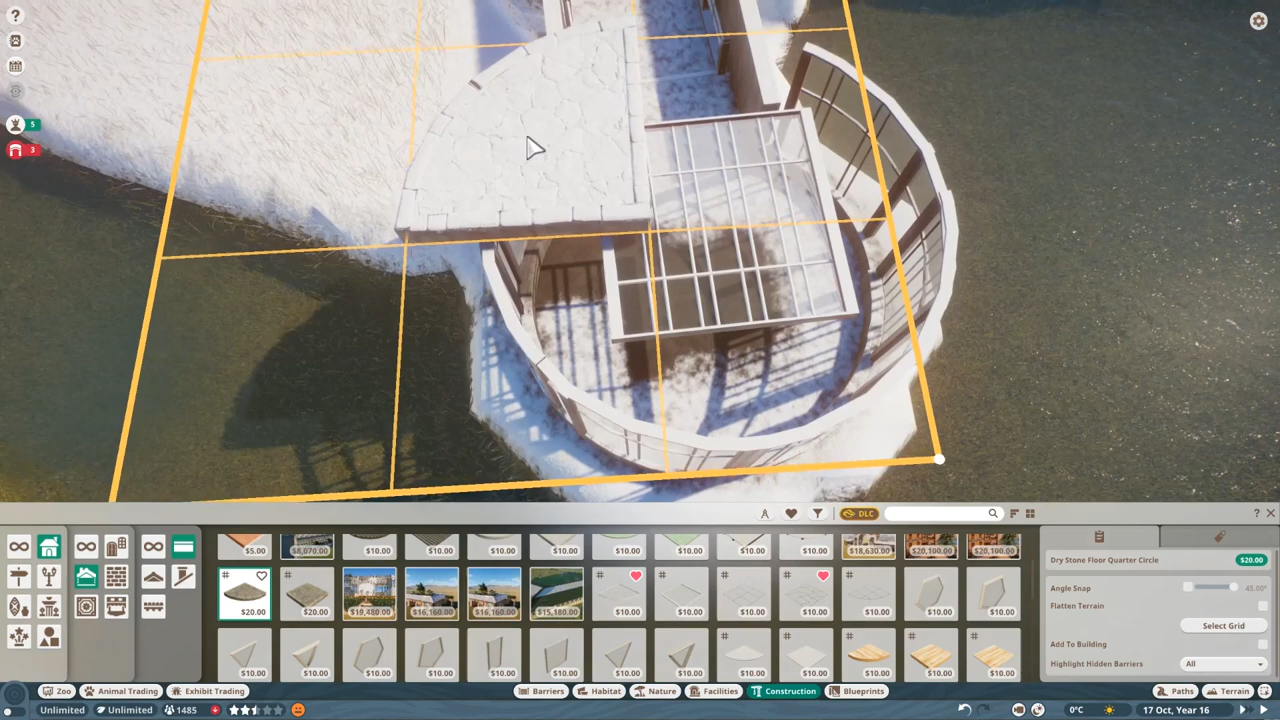 ?
5
3
DLC
? ×
$5.00 $8,070.00 $10.00 $10.00 $10.00 $10.00 $10.00 $10.00 $10.00 $10.00 $18,630.00 $20,100.00 $20,100.00
# $20.00 # $20.00 $19,480.00 $16,160.00 $16,160.00 $15,180.00 # $10.00 # $10.00 # $10.00 # $10.00 # $10.00 $10.00 $10.00
$10.00 $10.00 $10.00 $10.00 $10.00 $10.00 $10.00 $10.00 # $10.00 # $10.00 # $10.00 # $10.00 # $10.00
Dry Stone Floor Quarter Circle $20.00
Angle Snap 45.00°
Flatten Terrain
Select Grid
Add To Building
Highlight Hidden Barriers All
Zoo Animal Trading Exhibit Trading Barriers Habitat Nature Facilities Construction Blueprints Paths Terrain
Unlimited Unlimited 1485 0°C 17 Oct, Year 16